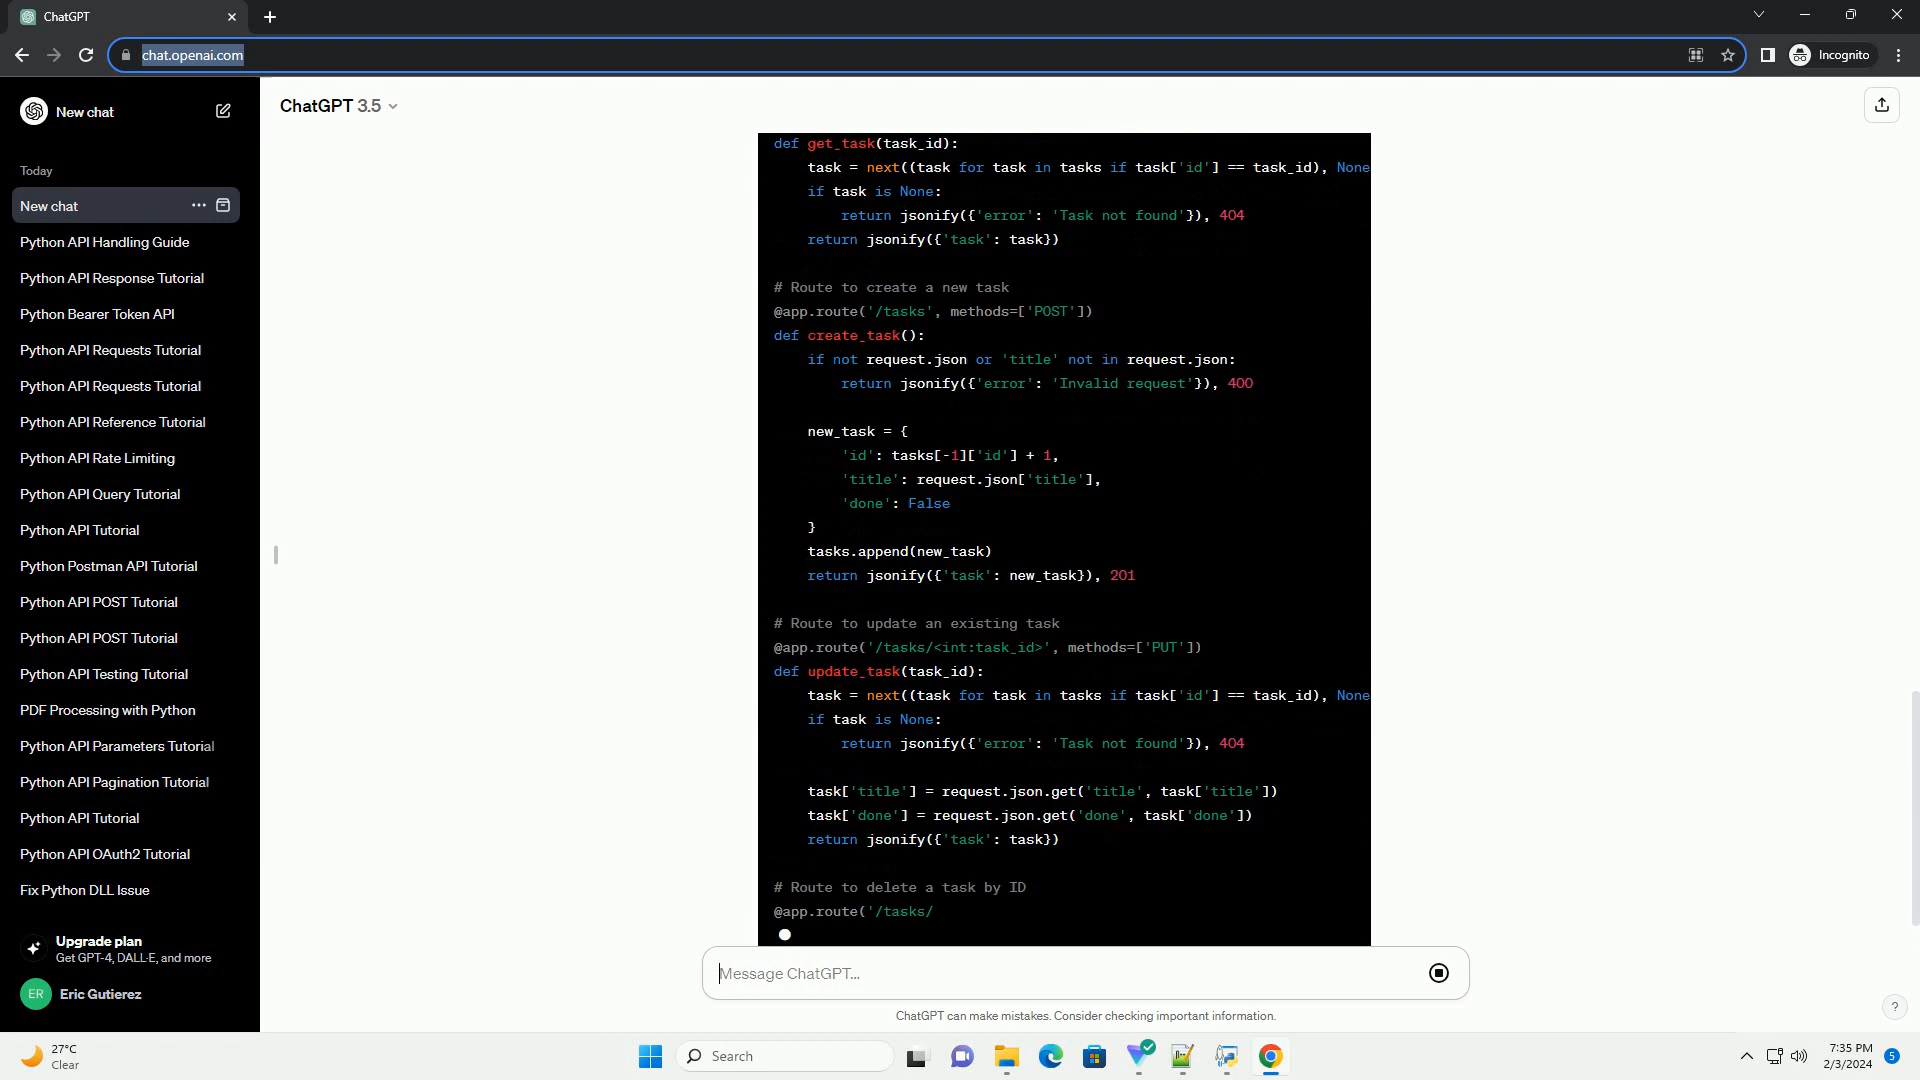 ChatGPT
chat.openai.com
Incognito
New chat
Today
New chat
Python API Handling Guide
Python API Response Tutorial
Python Bearer Token API
Python API Requests Tutorial
Python API Requests Tutorial
Python API Reference Tutorial
Python API Rate Limiting
Python API Query Tutorial
Python API Tutorial
Python Postman API Tutorial
Python API POST Tutorial
Python API POST Tutorial
Python API Testing Tutorial
PDF Processing with Python
Python API Parameters Tutorial
Python API Pagination Tutorial
Python API Tutorial
Python API OAuth2 Tutorial
Fix Python DLL Issue
Upgrade plan
Get GPT-4, DALL·E, and more
ER
Eric Gutierez
ChatGPT 3.5
def get_task(task_id):
    task = next((task for task in tasks if task['id'] == task_id), None
    if task is None:
        return jsonify({'error': 'Task not found'}), 404
    return jsonify({'task': task})
# Route to create a new task
@app.route('/tasks', methods=['POST'])
def create_task():
    if not request.json or 'title' not in request.json:
        return jsonify({'error': 'Invalid request'}), 400
    new_task = {
        'id': tasks[-1]['id'] + 1,
        'title': request.json['title'],
        'done': False
    }
    tasks.append(new_task)
    return jsonify({'task': new_task}), 201
# Route to update an existing task
@app.route('/tasks/<int:task_id>', methods=['PUT'])
def update_task(task_id):
    task = next((task for task in tasks if task['id'] == task_id), None
    if task is None:
        return jsonify({'error': 'Task not found'}), 404
    task['title'] = request.json.get('title', task['title'])
    task['done'] = request.json.get('done', task['done'])
    return jsonify({'task': task})
# Route to delete a task by ID
@app.route('/tasks/
Message ChatGPT...
ChatGPT can make mistakes. Consider checking important information.
?
27°C
Clear
Search
7:35 PM
2/3/2024
5